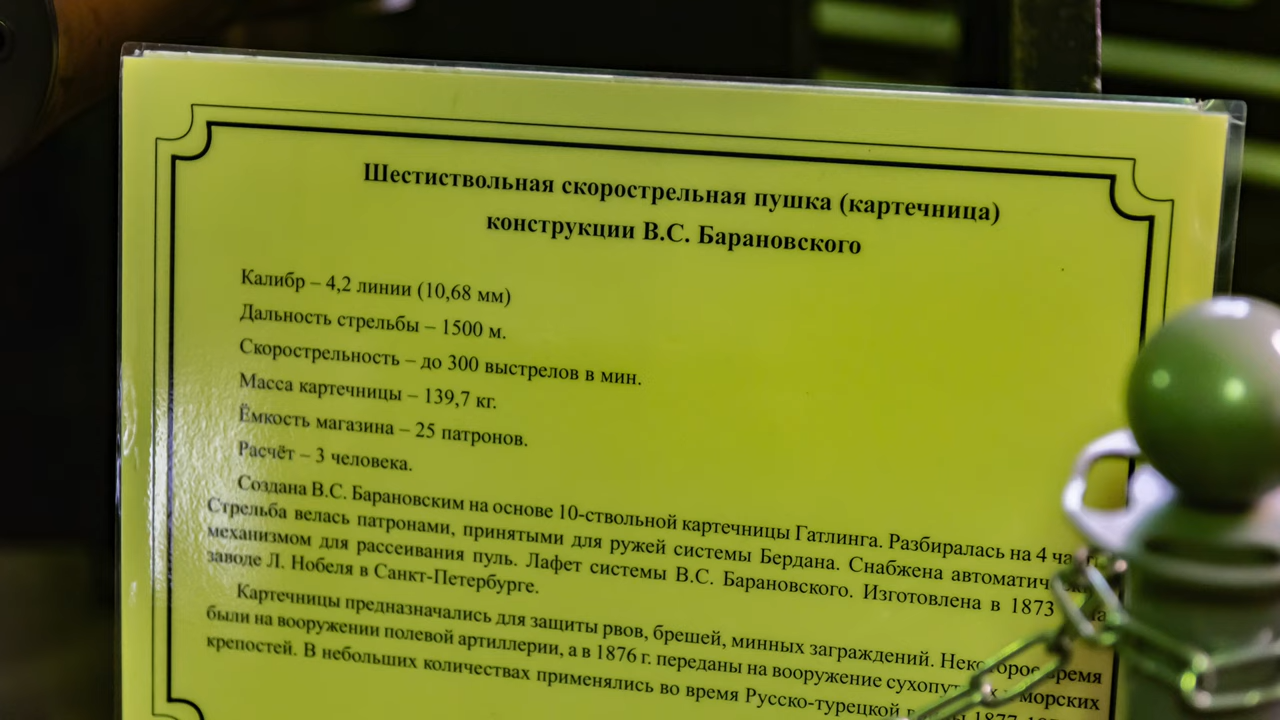 Шестиствольная скорострельная пушка (картечница)
конструкции В.С. Барановского
Калибр – 4,2 линии (10,68 мм)
Дальность стрельбы – 1500 м.
Скорострельность – до 300 выстрелов в мин.
Масса картечницы – 139,7 кг.
Ёмкость магазина – 25 патронов.
Расчёт – 3 человека.
Создана В.С. Барановским на основе 10-ствольной картечницы Гатлинга. Разбиралась на 4
Стрельба велась патронами, принятыми для ружей системы Бердана. Снабжена
механизмом для рассеивания пуль. Лафет системы В.С. Барановского. Изготовлена в 1873
заводе Л. Нобеля в Санкт-Петербурге.
Картечницы предназначались для защиты рвов, брешей, минных заграждений. Некоторое время
были на вооружении полевой артиллерии, а в 1876 г. переданы на вооружение морских
крепостей. В небольших количествах применялись во время Русско-турецкой